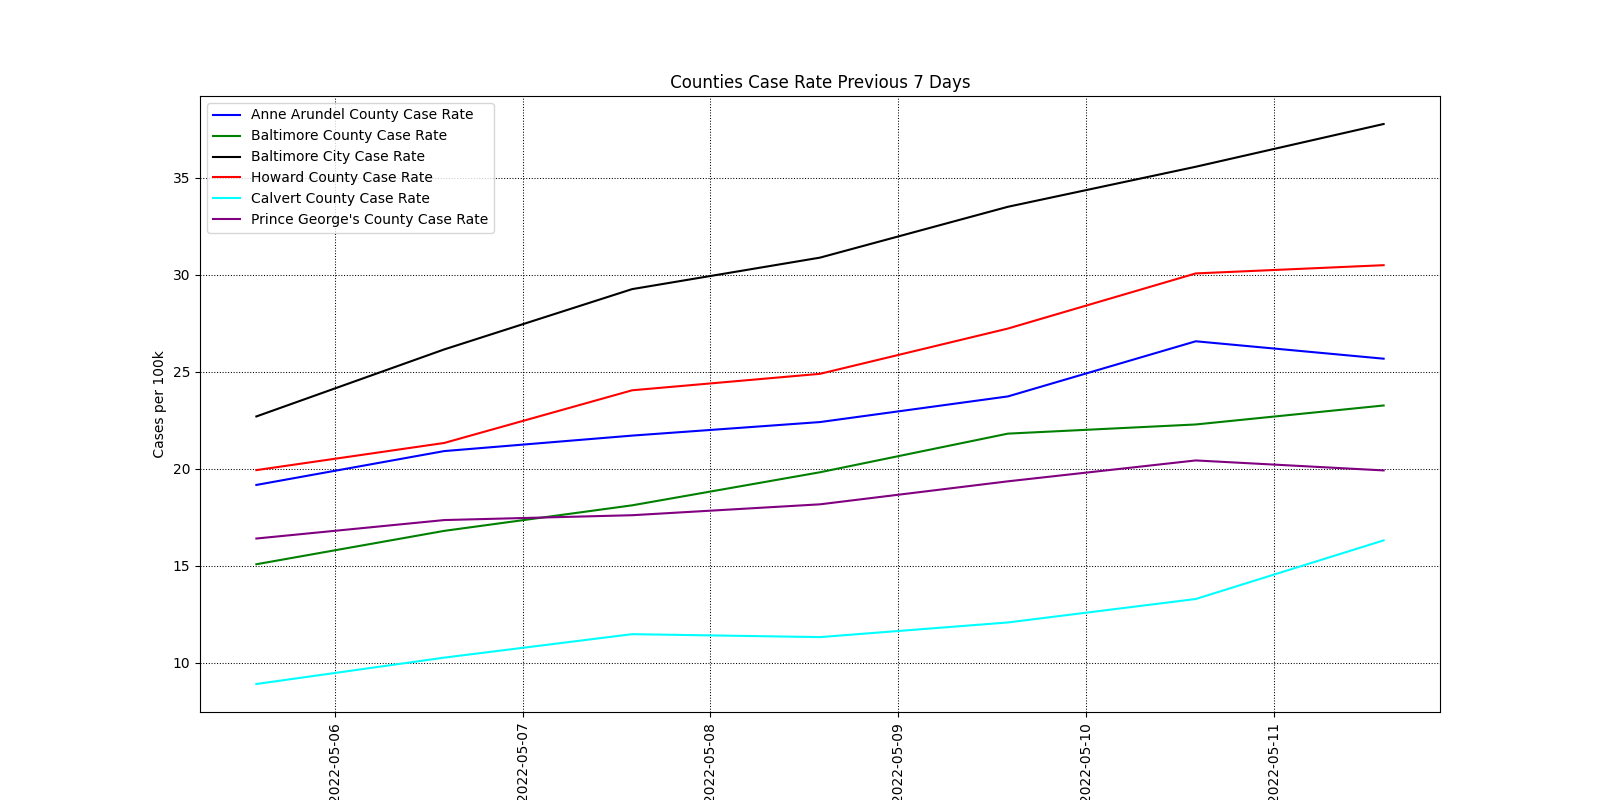 Counties Case Rate Previous 7 Days
Anne Arundel County Case Rate
Baltimore County Case Rate
Baltimore City Case Rate
Howard County Case Rate
Calvert County Case Rate
Prince George's County Case Rate
Cases per 100k
35
30
25
20
15
10
2022-05-06
2022-05-07
2022-05-08
2022-05-09
2022-05-10
2022-05-11